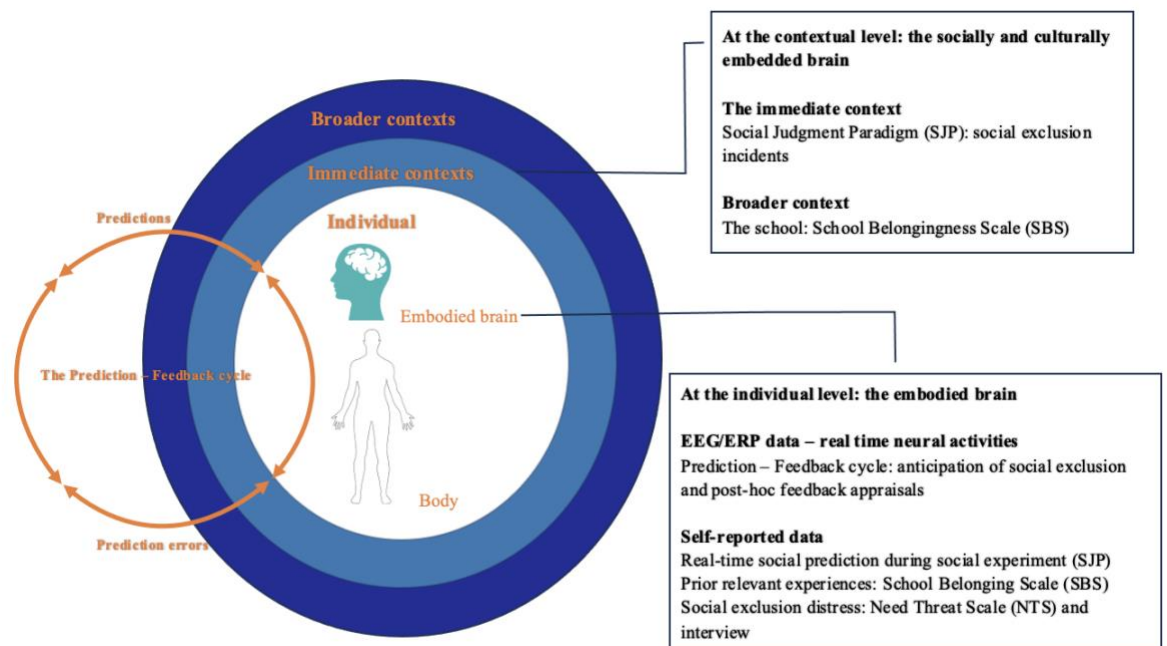 Broader contexts
Immediate contexts
Individual
Embodied brain
Body
Predictions
The Prediction – Feedback cycle
Prediction errors
At the contextual level: the socially and culturally
embedded brain
The immediate context
Social Judgment Paradigm (SJP): social exclusion
incidents
Broader context
The school: School Belongingness Scale (SBS)
At the individual level: the embodied brain
EEG/ERP data – real time neural activities
Prediction – Feedback cycle: anticipation of social exclusion
and post-hoc feedback appraisals
Self-reported data
Real-time social prediction during social experiment (SJP)
Prior relevant experiences: School Belonging Scale (SBS)
Social exclusion distress: Need Threat Scale (NTS) and
interview